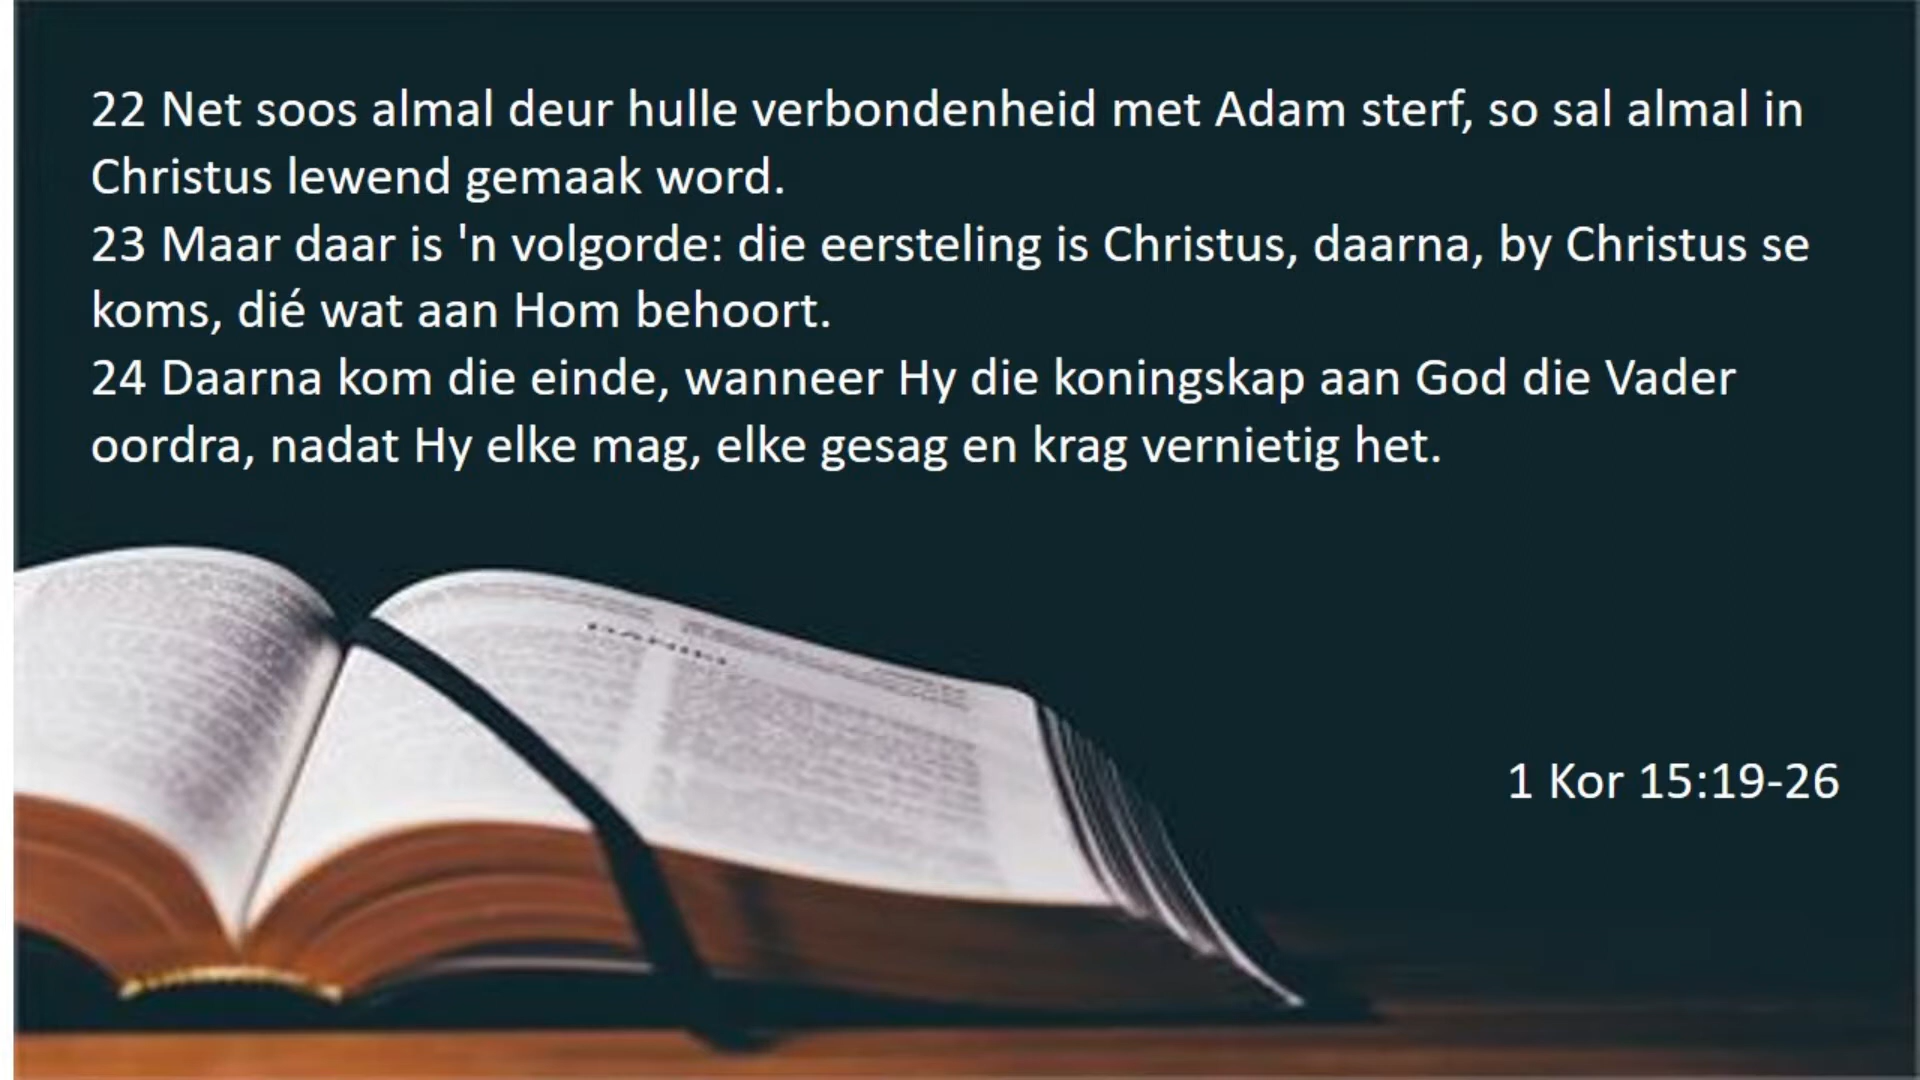 22 Net soos almal deur hulle verbondenheid met Adam sterf, so sal almal in
Christus lewend gemaak word.
23 Maar daar is 'n volgorde: die eersteling is Christus, daarna, by Christus se
koms, dié wat aan Hom behoort.
24 Daarna kom die einde, wanneer Hy die koningskap aan God die Vader
oordra, nadat Hy elke mag, elke gesag en krag vernietig het.
1 Kor 15:19-26